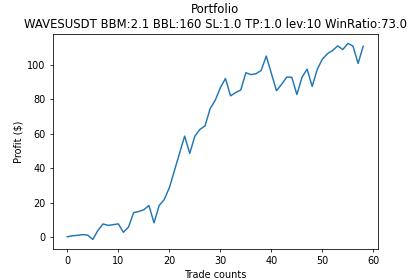 Portfolio
WAVESUSDT BBM:2.1 BBL:160 SL:1.0 TP:1.0 lev:10 WinRatio:73.0
100
80
60
40
20
0
Profit ($)
0 10 20 30 40 50 60
Trade counts